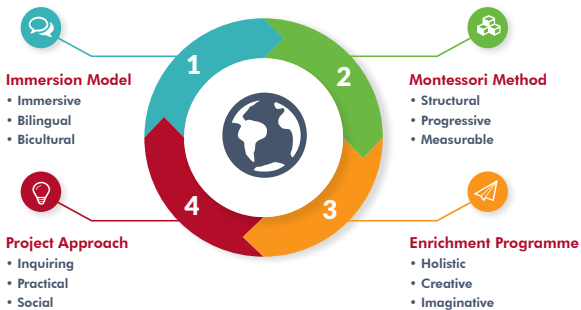 1
Immersion Model
• Immersive
• Bilingual
• Bicultural
2
Montessori Method
• Structural
• Progressive
• Measurable
3
Enrichment Programme
• Holistic
• Creative
• Imaginative
4
Project Approach
• Inquiring
• Practical
• Social